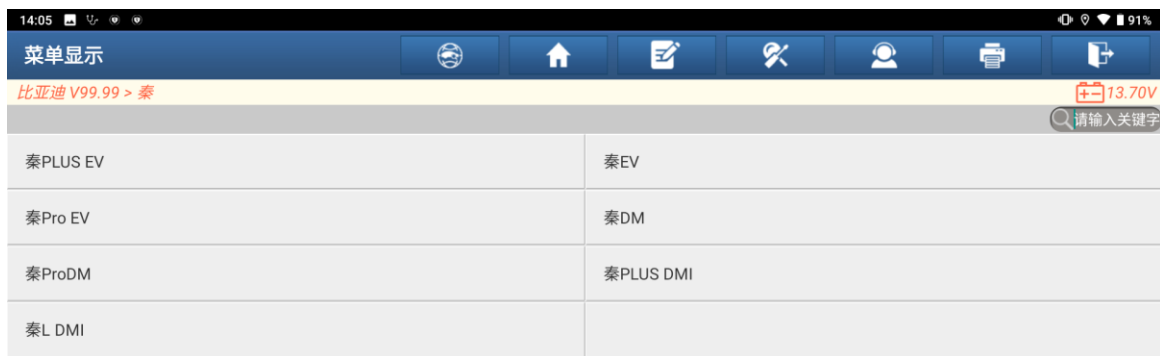 14:05 91%
菜单显示
比亚迪 V99.99 > 秦 13.70V
请输入关键字
秦PLUS EV 秦EV
秦Pro EV 秦DM
秦ProDM 秦PLUS DMI
秦L DMI